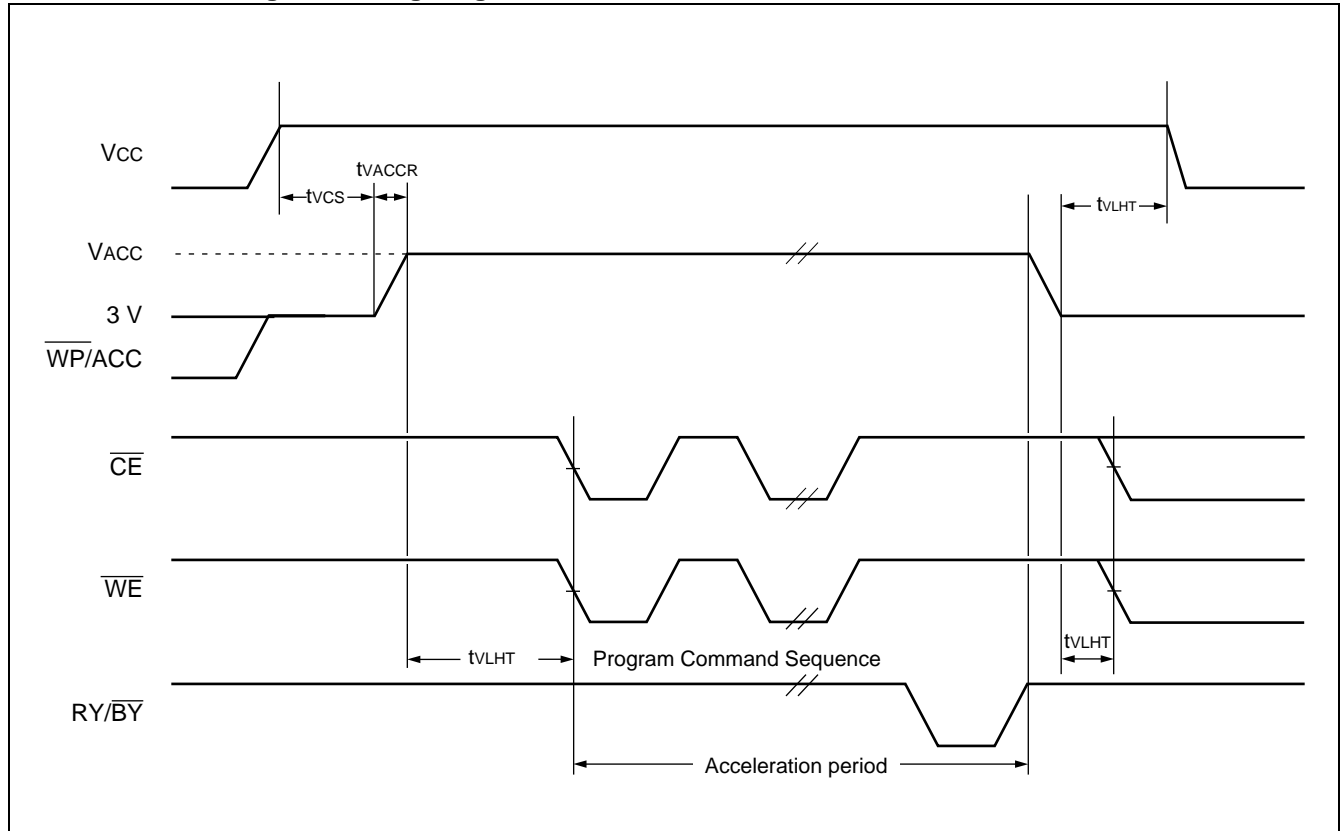 VCC
tVACCR
tVCS
tVLHT
VACC
3 V
WP/ACC
CE
WE
tVLHT
Program Command Sequence
tVLHT
RY/BY
Acceleration period